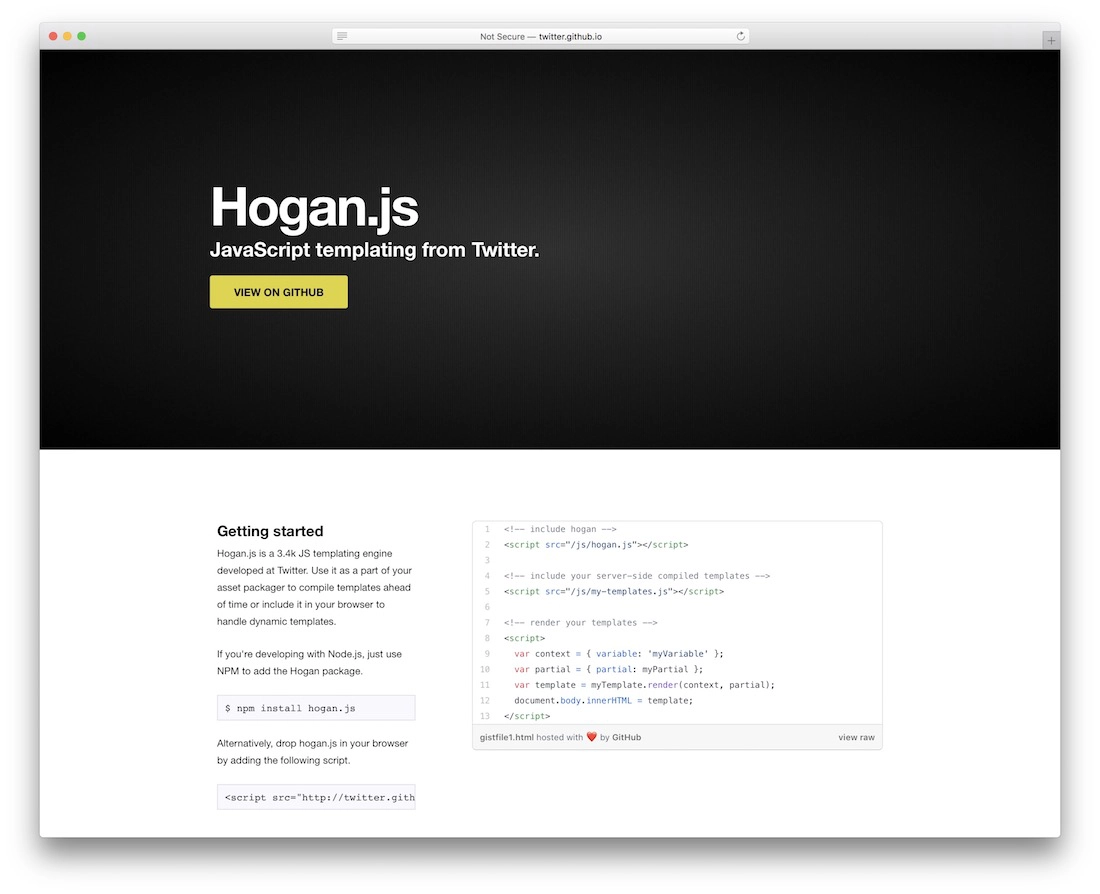 Not Secure — twitter.github.io
Hogan.js
JavaScript templating from Twitter.
VIEW ON GITHUB
Getting started
Hogan.js is a 3.4k JS templating engine
developed at Twitter. Use it as a part of your
asset packager to compile templates ahead
of time or include it in your browser to
handle dynamic templates.
If you're developing with Node.js, just use
NPM to add the Hogan package.
$ npm install hogan.js
Alternatively, drop hogan.js in your browser
by adding the following script.
<script src="http://twitter.gith
1 <!-- include hogan -->
2 <script src="/js/hogan.js"></script>
3
4 <!-- include your server-side compiled templates -->
5 <script src="/js/my-templates.js"></script>
6
7 <!-- render your templates -->
8 <script>
9 var context = { variable: 'myVariable' };
10 var partial = { partial: myPartial };
11 var template = myTemplate.render(context, partial);
12 document.body.innerHTML = template;
13 </script>
gistfile1.html hosted with ❤ by GitHub view raw